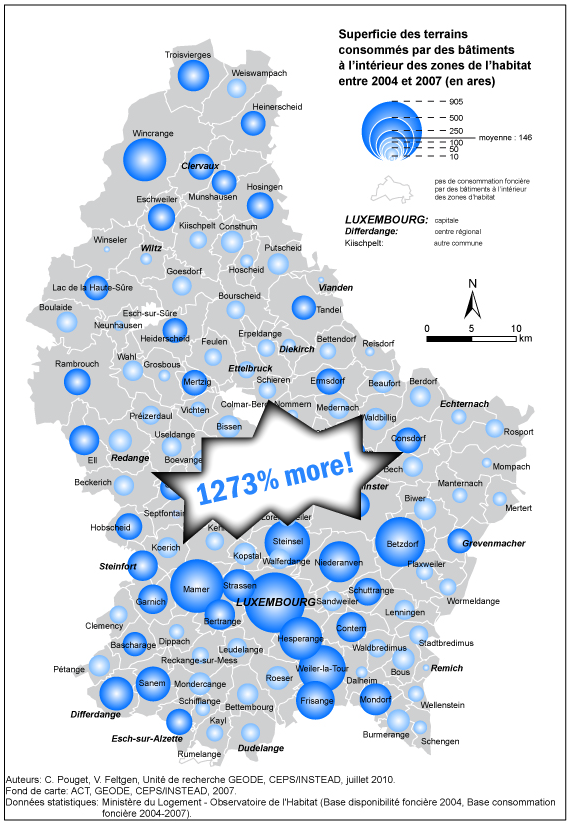 Superficie des terrains
consommés par des bâtiments
à l'intérieur des zones de l'habitat
entre 2004 et 2007 (en ares)
905
500
250
moyenne : 146
100
50
10
pas de consommation foncière
par des bâtiments à l'intérieur
des zones d'habitat
LUXEMBOURG: capitale
Differdange: centre régional
Kiischpelt: autre commune
N
0 5 10
km
Troisvierges
Weiswampach
Heinerscheid
Wincrange
Clervaux
Munshausen
Hosingen
Eschweiler
Kiischpelt
Consthum
Winseler
Wiltz
Hoscheid
Putscheid
Goesdorf
Vianden
Lac de la Haute-Sûre
Boulaide
Esch-sur-Sûre
Bourscheid
Tandel
Neunhausen
Heiderscheid
Feulen
Erpeldange
Diekirch
Bettendorf
Reisdorf
Rambrouch
Wahl
Grosbous
Mertzig
Ettelbruck
Schieren
Ermsdorf
Beaufort
Berdorf
Echternach
Préizerdaul
Vichten
Colmar-Berg
Nommern
Medernach
Waldbillig
Rosport
Bissen
Useldange
Consdorf
Ell
Redange
Boevange
Bech
Mompach
Beckerich
1273% more!
Manternach
Mertert
Septfontain
Biwer
Hobscheid
Steinsel
Betzdorf
Grevenmacher
Koerich
Kopstal
Walferdange
Steinfort
Niederanven
Flaxweiler
Mamer
Strassen
Schuttrange
Wormeldange
Garnich
LUXEMBOURG
Sandweiler
Lenningen
Clemency
Bertrange
Contern
Stadtbredimus
Dippach
Hesperange
Bascharage
Leudelange
Waldbredimus
Reckange-sur-Mess
Bous
Remich
Pétange
Weiler-la-Tour
Dalheim
Sanem
Mondercange
Roeser
Wellenstein
Schifflange
Bettembourg
Frisange
Mondorf
Differdange
Kayl
Burmerange
Schengen
Esch-sur-Alzette
Dudelange
Rumelange
Auteurs: C. Pouget, V. Feltgen, Unité de recherche GEODE, CEPS/INSTEAD, juillet 2010.
Fond de carte: ACT, GEODE, CEPS/INSTEAD, 2007.
Données statistiques: Ministère du Logement - Observatoire de l'Habitat (Base disponibilité foncière 2004, Base consommation
foncière 2004-2007).